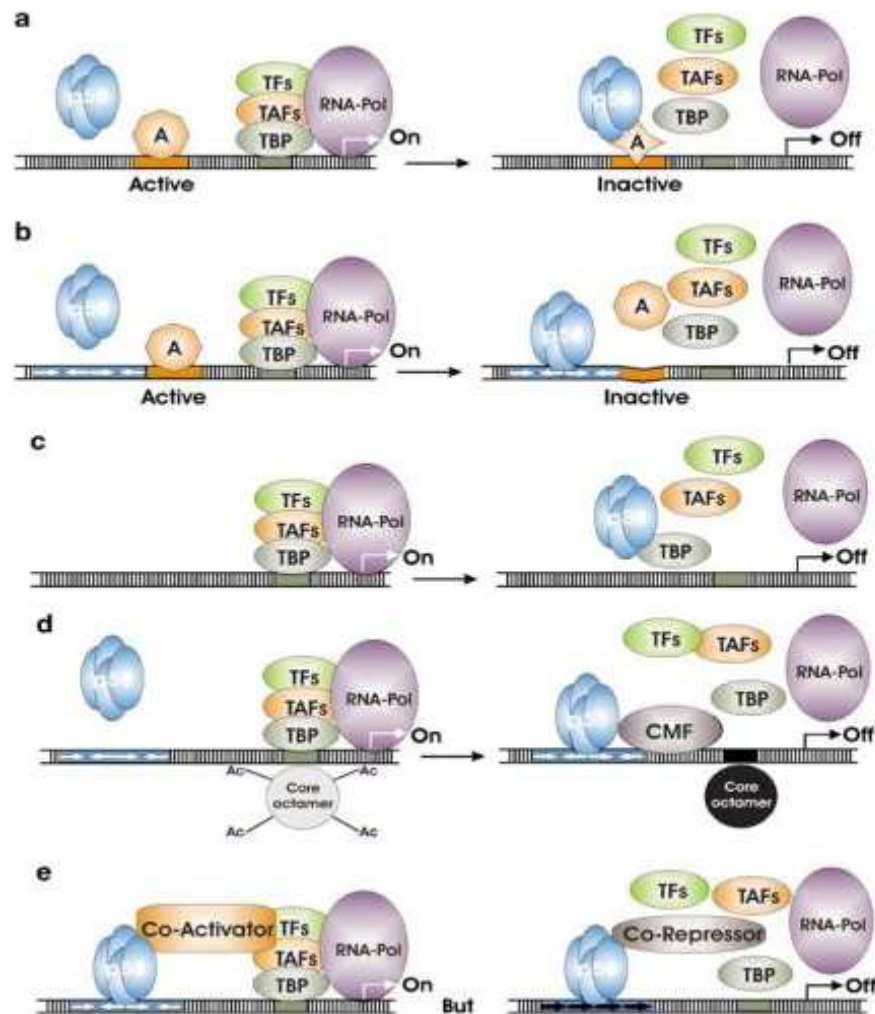 a
TFs
TAFs
TBP
RNA-Pol
A
On
Active
TFs
TAFs
TBP
RNA-Pol
A
Off
Inactive
b
TFs
TAFs
TBP
RNA-Pol
A
On
Active
TFs
TAFs
TBP
RNA-Pol
A
Off
Inactive
c
TFs
TAFs
TBP
RNA-Pol
On
TFs
TAFs
TBP
RNA-Pol
Off
d
TFs
TAFs
TBP
RNA-Pol
On
Ac
Ac
Core
octamer
Ac
Ac
TFs
TAFs
TBP
RNA-Pol
CMF
Off
Core
octamer
e
Co-Activator
TFs
TAFs
TBP
RNA-Pol
On
But
TFs
TAFs
Co-Repressor
TBP
RNA-Pol
Off